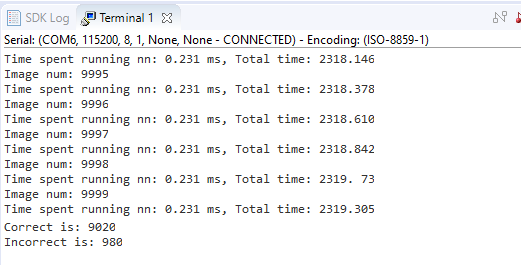 SDK Log Terminal 1
Serial: (COM6, 115200, 8, 1, None, None - CONNECTED) - Encoding: (ISO-8859-1)
Time spent running nn: 0.231 ms, Total time: 2318.146
Image num: 9995
Time spent running nn: 0.231 ms, Total time: 2318.378
Image num: 9996
Time spent running nn: 0.231 ms, Total time: 2318.610
Image num: 9997
Time spent running nn: 0.231 ms, Total time: 2318.842
Image num: 9998
Time spent running nn: 0.231 ms, Total time: 2319. 73
Image num: 9999
Time spent running nn: 0.231 ms, Total time: 2319.305
Correct is: 9020
Incorrect is: 980